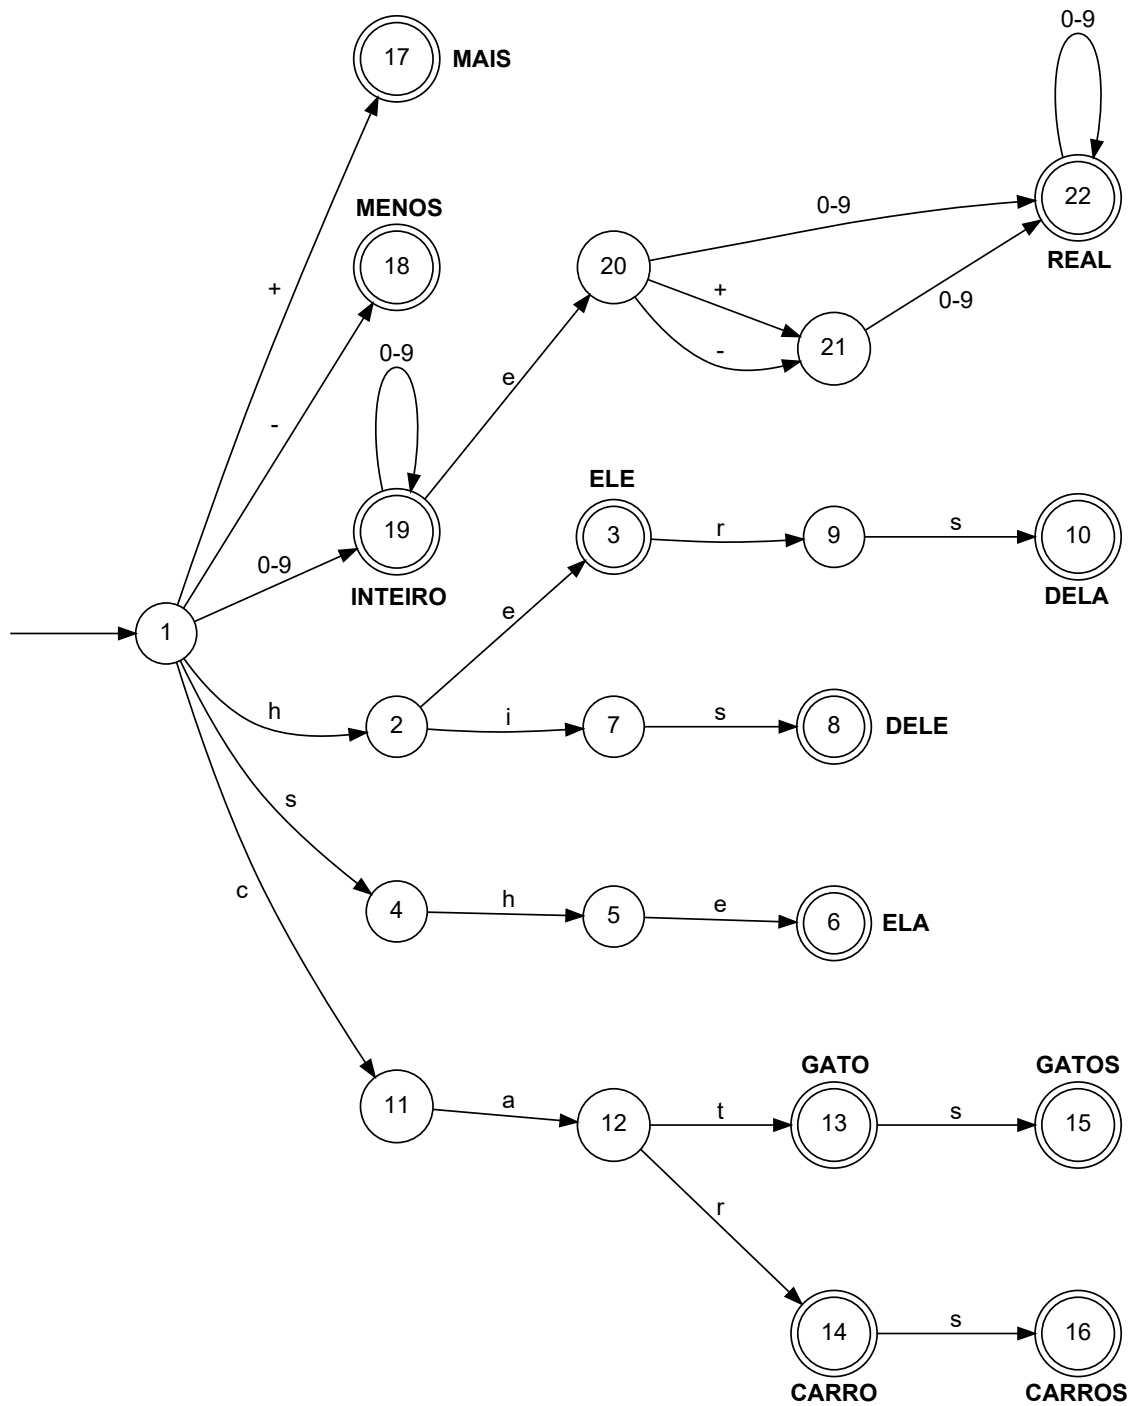 0-9
17 MAIS
0-9
22
MENOS
REAL
18
20
+
+
21
0-9
-
-
0-9
e
ELE
19
3
r
9
s
10
0-9
INTEIRO
DELA
1
e
h
2
i
7
s
8 DELE
s
c
4
h
5
e
6 ELA
GATO
GATOS
11
a
12
t
13
s
15
r
14
s
16
CARRO
CARROS